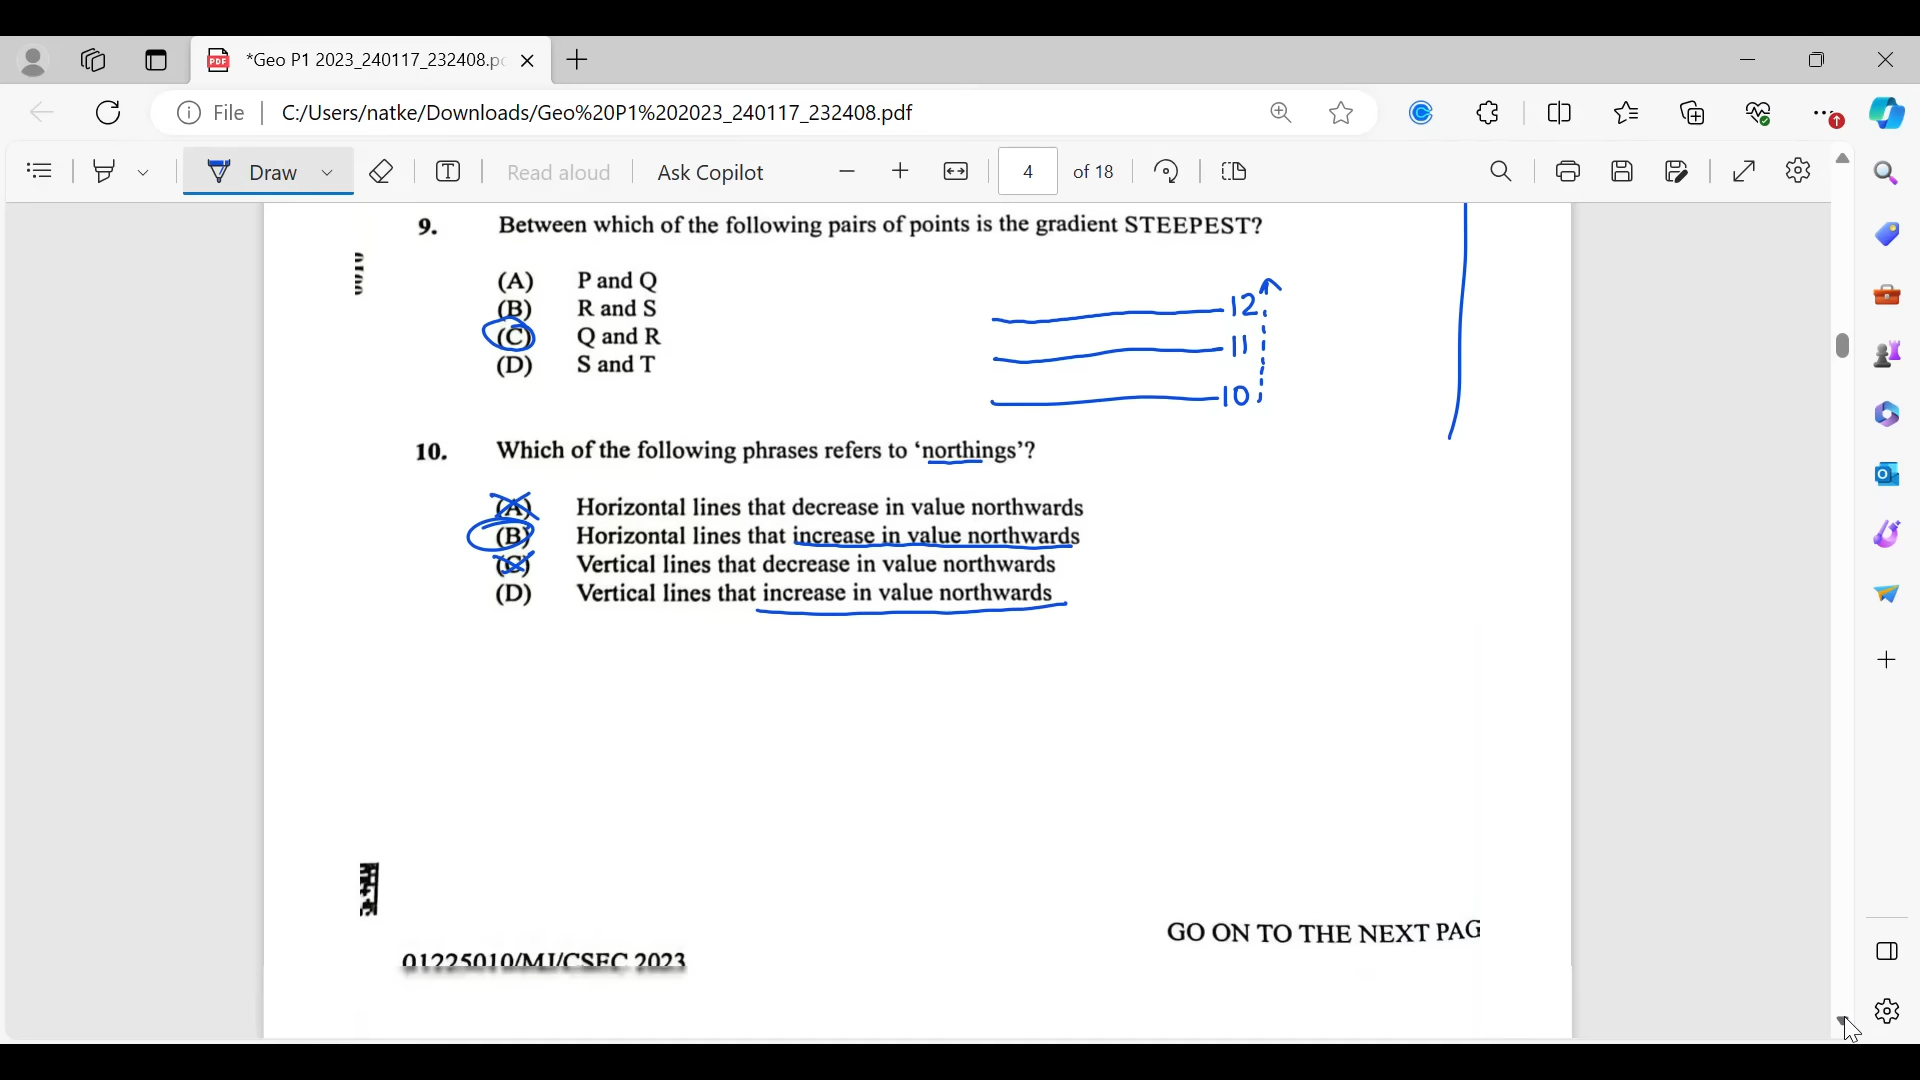 *Geo P1 2023_240117_232408.pc
File
C:/Users/natke/Downloads/Geo%20P1%202023_240117_232408.pdf
Draw
Read aloud
Ask Copilot
4
of 18
9. Between which of the following pairs of points is the gradient STEEPEST?
(A) P and Q
(B) R and S
(C) Q and R
(D) S and T
12
11
10
10. Which of the following phrases refers to ‘northings’?
(A) Horizontal lines that decrease in value northwards
(B) Horizontal lines that increase in value northwards
(C) Vertical lines that decrease in value northwards
(D) Vertical lines that increase in value northwards
GO ON TO THE NEXT PAG
01225010/MJ/CSEC 2023